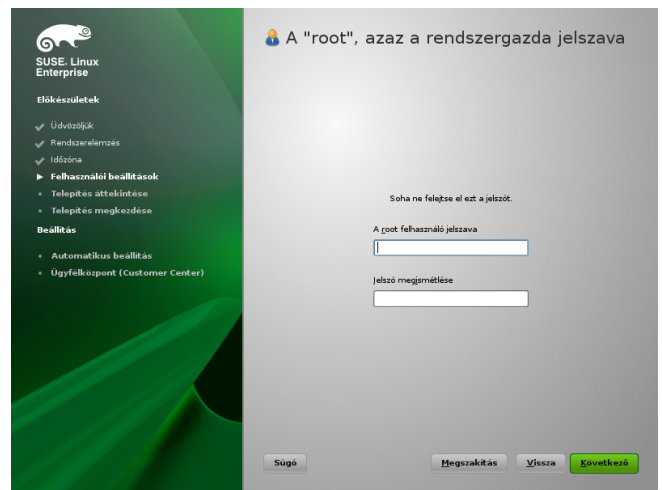 SUSE. Linux
Enterprise
Előkészületek
Üdvözöljük
Rendszerelemzés
Időzóna
Felhasználói beállítások
Telepítés áttekintése
Telepítés megkezdése
Beállítás
Automatikus beállítás
Ügyfélközpont (Customer Center)
A "root", azaz a rendszergazda jelszava
Soha ne felejtse el ezt a jelszót.
A root felhasználó jelszava
Jelszó megismétlése
Súgó
Megszakítás
Vissza
Következő